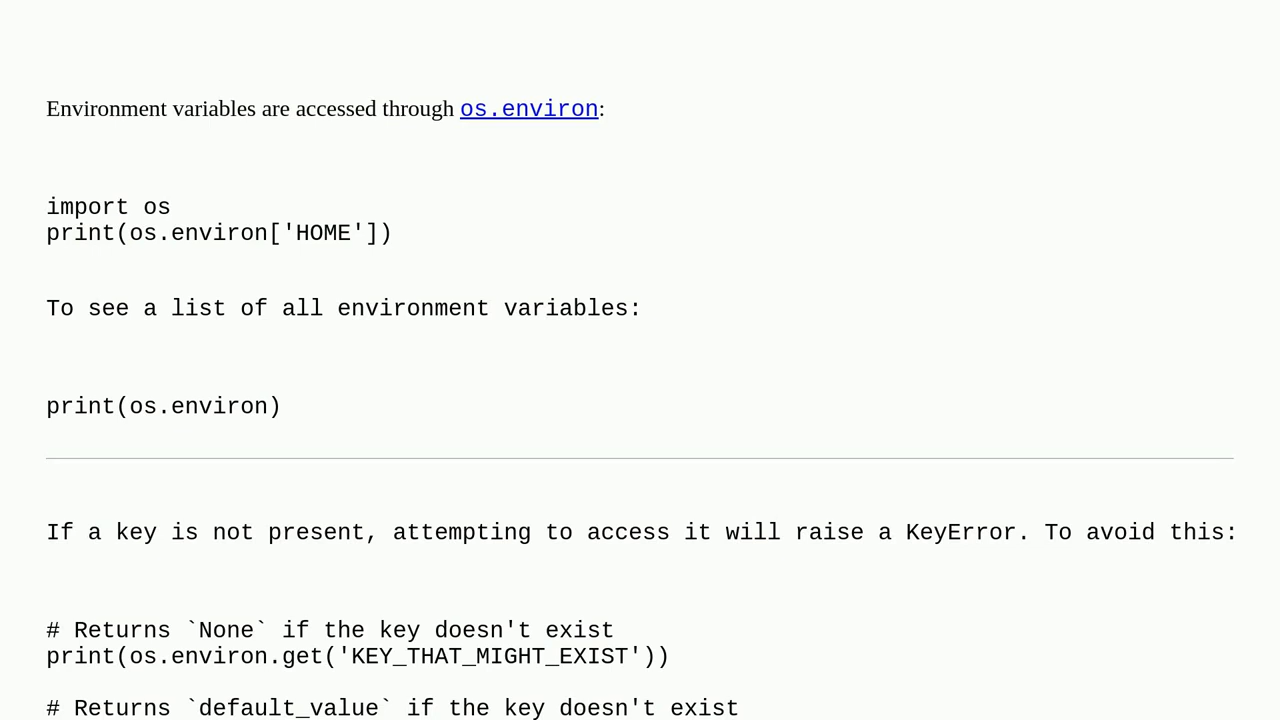 Environment variables are accessed through os.environ:
import os
print(os.environ['HOME'])
To see a list of all environment variables:
print(os.environ)
If a key is not present, attempting to access it will raise a KeyError. To avoid this:
# Returns `None` if the key doesn't exist
print(os.environ.get('KEY_THAT_MIGHT_EXIST'))
# Returns `default_value` if the key doesn't exist